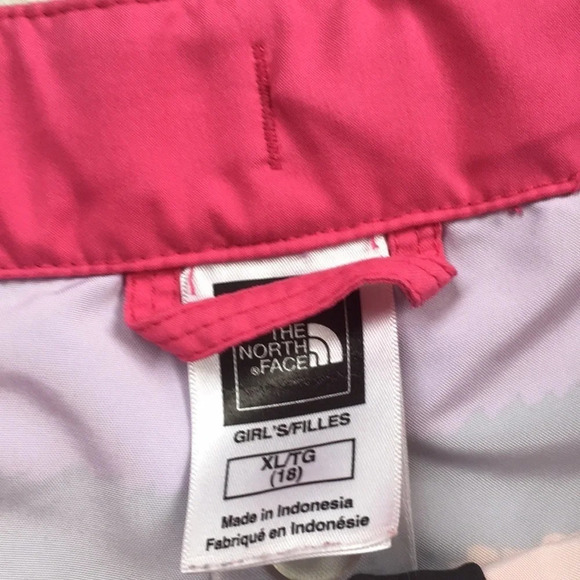 THE
NORTH
®FACE
GIRL'S/FILLES
XL/TG
(18)
Made in Indonesia
Fabriqué en Indonésie